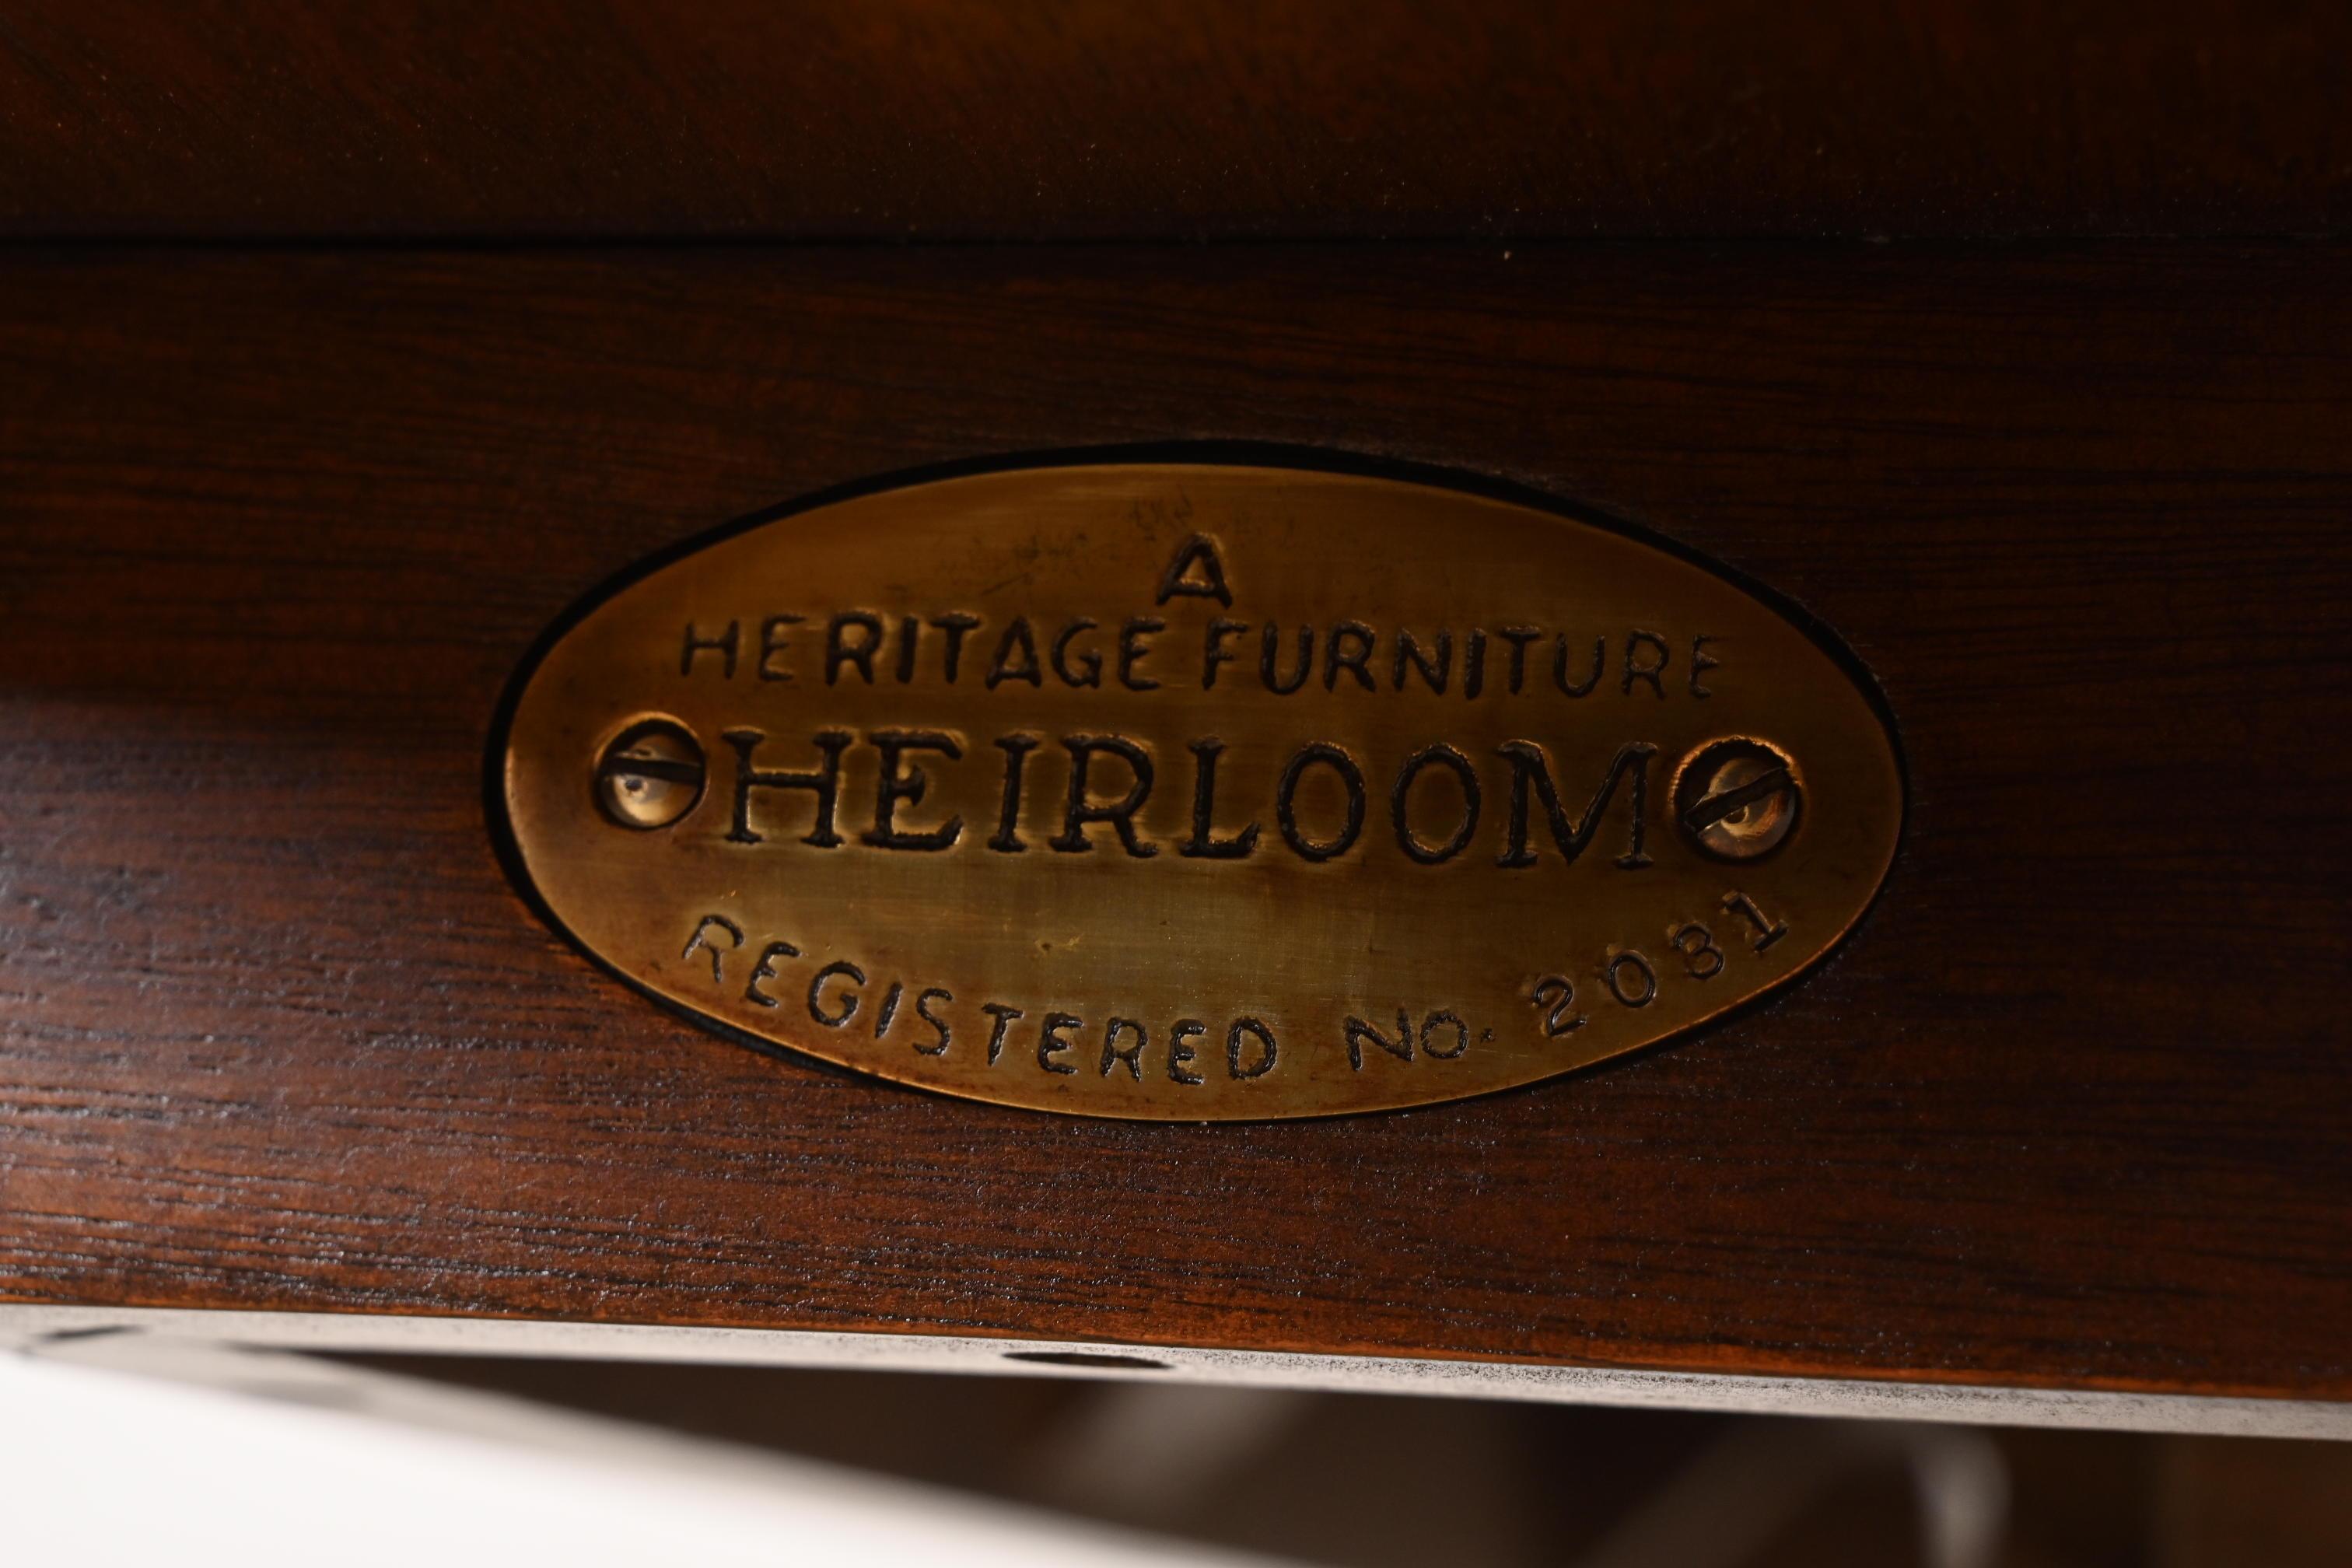 A
HERITAGE FURNITURE
HEIRLOOM
REGISTERED NO. 2031